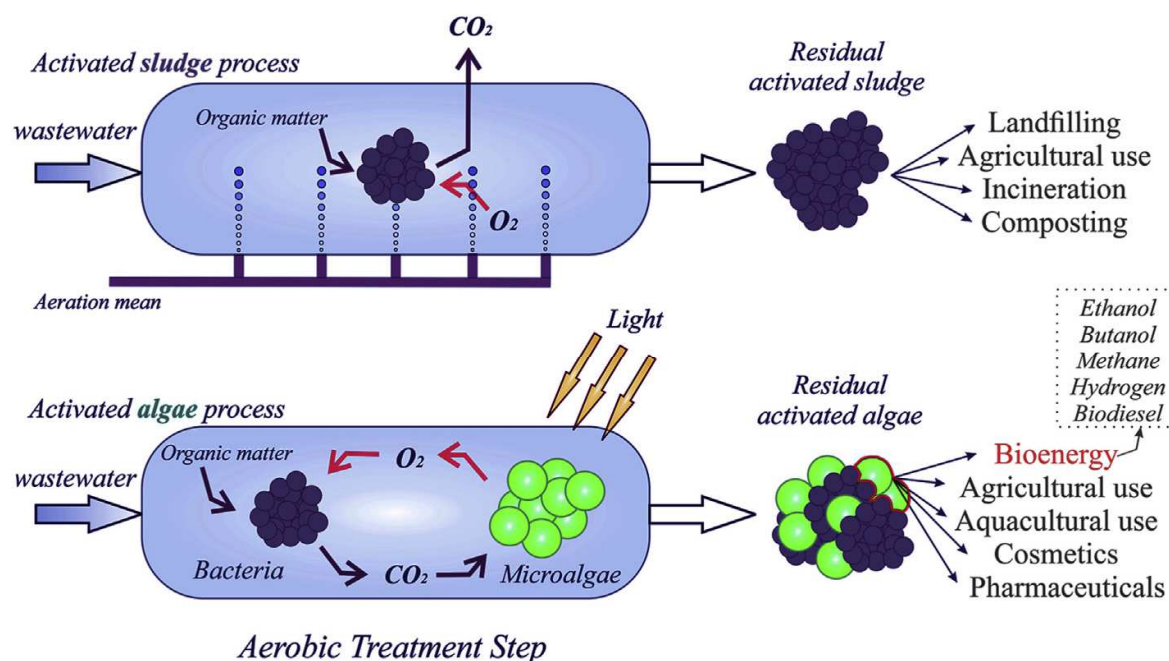 CO₂
Activated sludge process
Residual
activated sludge
wastewater
Organic matter
O₂
Landfilling
Agricultural use
Incineration
Composting
Aeration mean
Light
Ethanol
Butanol
Methane
Hydrogen
Biodiesel
Activated algae process
Residual
activated algae
wastewater
Organic matter
O₂
Bacteria
CO₂
Microalgae
Bioenergy
Agricultural use
Aquacultural use
Cosmetics
Pharmaceuticals
Aerobic Treatment Step